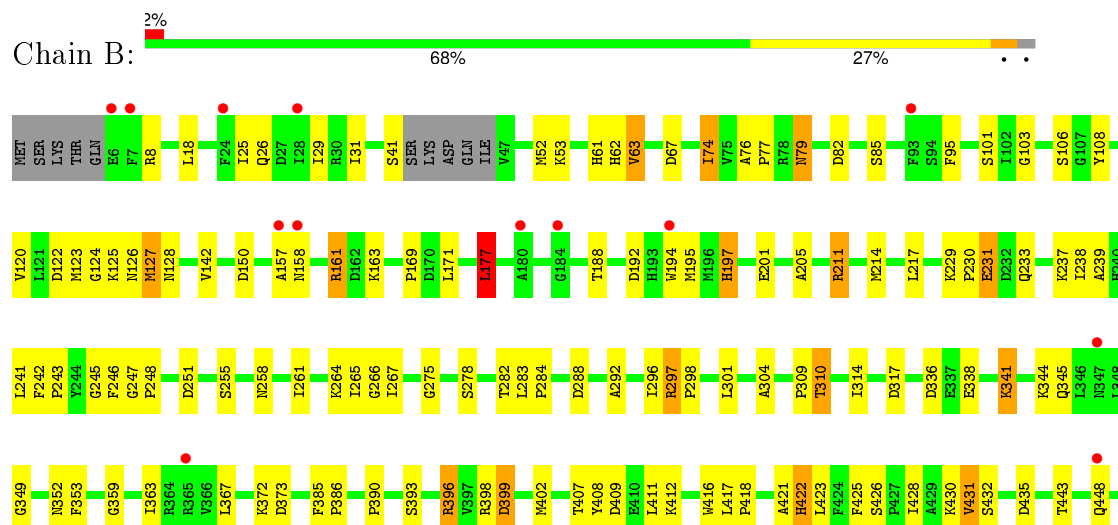 2%
Chain B:
68% 27% • •
MET SER LYS THR GLN E6 F7 R8 L18 F24 I25 Q26 D27 I28 I29 R30 I31 S41 SER LYS ASP GLN ILE V47 M52 K53 H61 H62 V63 D67 I74 V75 A76 P77 R78 N79 D82 S85 F93 S94 F95 S101 I102 G103 S106 G107 Y108
V120 L121 D122 M123 G124 K125 N126 M127 N128 V142 D150 A157 N158 R161 D162 K163 P169 D170 L171 L177 A180 G184 T188 D192 H193 W194 M195 M196 H197 E201 A205 R211 M214 L217 K229 P230 E231 D232 Q233 K237 I238 A239
L241 F242 P243 Y244 G245 F246 G247 P248 D251 S255 N258 I261 K264 I265 G266 I267 G275 S278 T282 L283 P284 D288 A292 I296 R297 P298 L301 A304 P309 T310 I314 D317 D336 E337 E338 K341 K344 Q345 L346 N347 L348
G349 N352 F353 G359 I363 R364 R365 V366 L367 K372 D373 F385 P386 P390 S393 R396 V397 R398 D399 M402 T407 Y408 D409 E410 L411 K412 W416 L417 P418 A421 H422 L423 F424 F425 S426 P427 I428 A429 K430 V431 S432 D435 T443 Q448